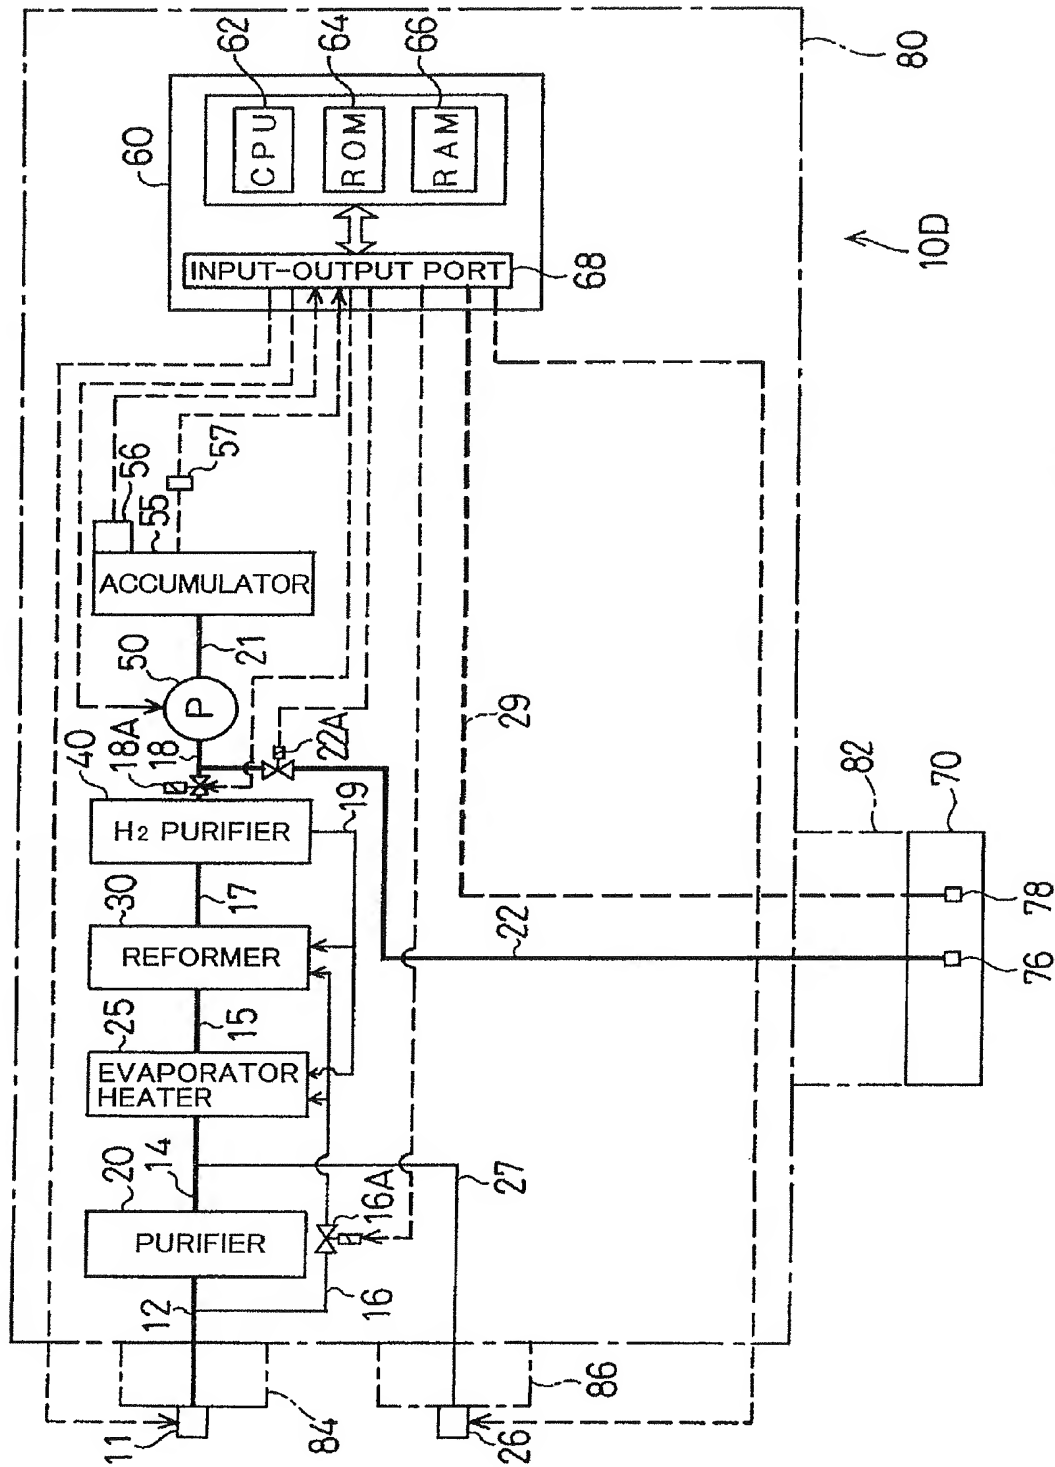 62
64
66
60
CPU
ROM
RAM
INPUT-OUTPUT PORT
68
80
10D
57
56
55
ACCUMULATOR
21
50
P
18A
18
22A
40
H2 PURIFIER
19
29
82
70
17
30
REFORMER
22
78
76
15
25
EVAPORATOR
HEATER
14
20
PURIFIER
16A
27
12
16
11
84
26
86